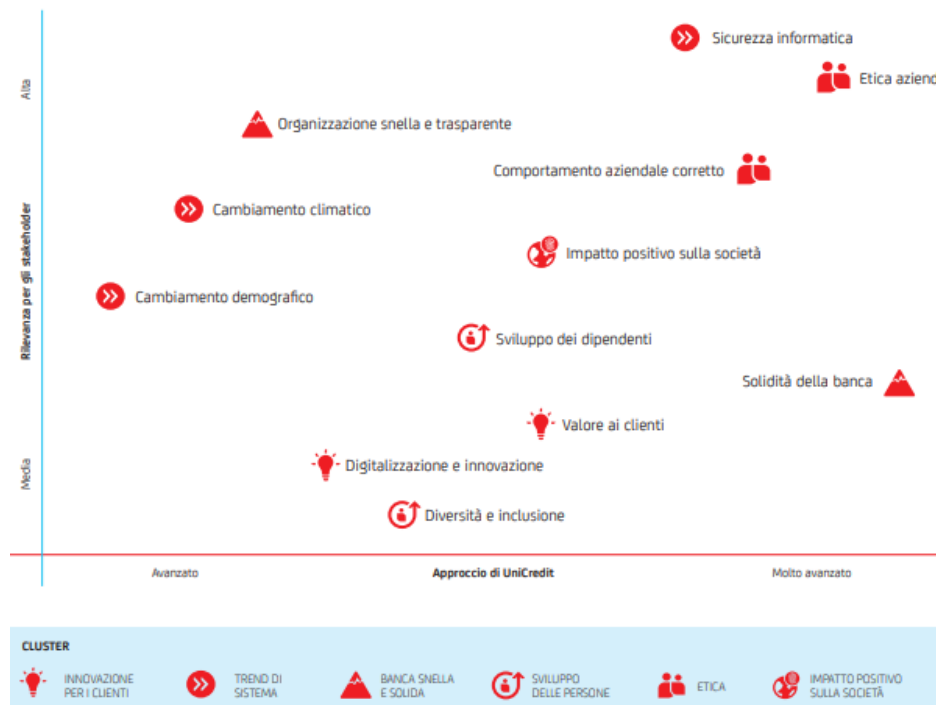 Sicurezza informatica
Alta
Etica aziend
Organizzazione snella e trasparente
Comportamento aziendale corretto
Cambiamento climatico
Rilevanza per gli stakeholder
Impatto positivo sulla società
Cambiamento demografico
Sviluppo dei dipendenti
Solidità della banca
Valore ai clienti
Media
Digitalizzazione e innovazione
Diversità e inclusione
Avanzato
Approccio di UniCredit
Molto avanzato
CLUSTER
INNOVAZIONE
PER I CLIENTI
TREND DI
SISTEMA
BANCA SNELLA
E SOLIDA
SVILUPPO
DELLE PERSONE
ETICA
IMPATTO POSITIVO
SULLA SOCIETÀ